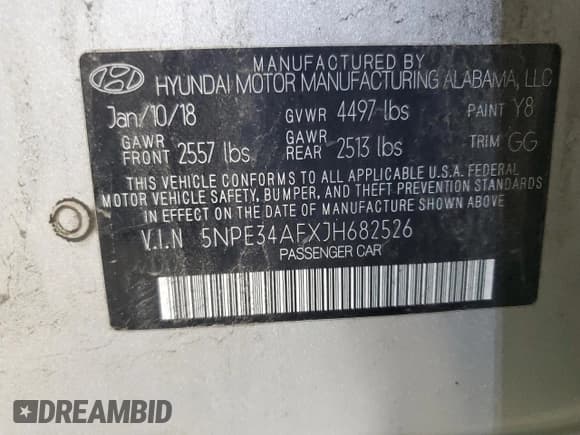 MANUFACTURED BY
HYUNDAI MOTOR MANUFACTURING ALABAMA, LLC
Jan/10/18 GVWR 4497 lbs PAINT Y8
GAWR FRONT 2557 lbs GAWR REAR 2513 lbs TRIM GG
THIS VEHICLE CONFORMS TO ALL APPLICABLE U.S.A. FEDERAL
MOTOR VEHICLE SAFETY, BUMPER, AND THEFT PREVENTION STANDARDS
IN EFFECT ON THE DATE OF MANUFACTURE SHOWN ABOVE.
V.I.N 5NPE34AFXJH682526
PASSENGER CAR
DREAMBID